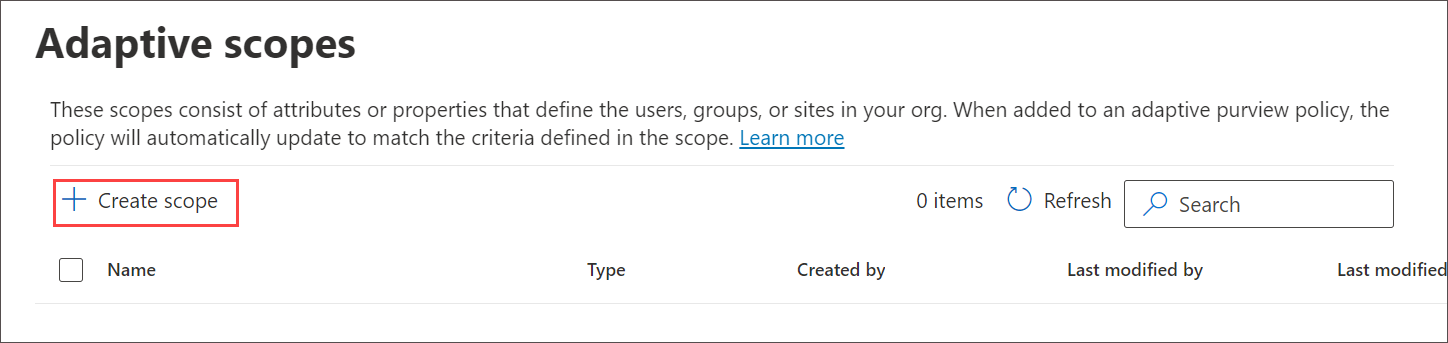 Adaptive scopes
These scopes consist of attributes or properties that define the users, groups, or sites in your org. When added to an adaptive purview policy, the
policy will automatically update to match the criteria defined in the scope. Learn more
Create scope 0 items Refresh Search
Name Type Created by Last modified by Last modified